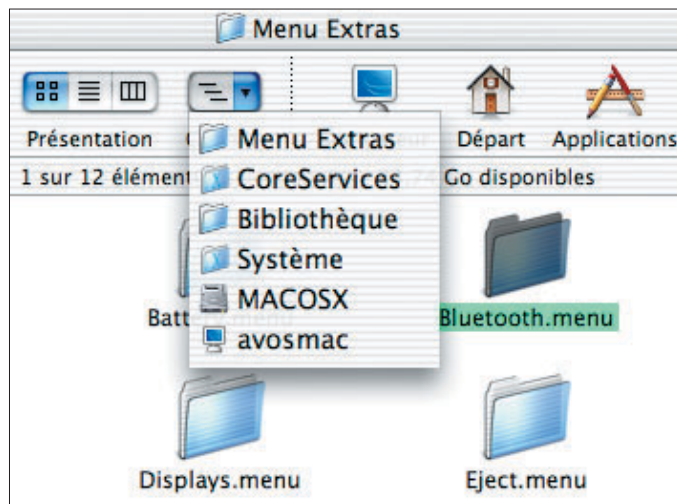 Menu Extras
Présentation
Départ
Applications
Menu Extras
1 sur 12 élément
Go disponibles
CoreServices
Bibliothèque
Système
MACOSX
avosmac
Bluetooth.menu
Displays.menu
Eject.menu